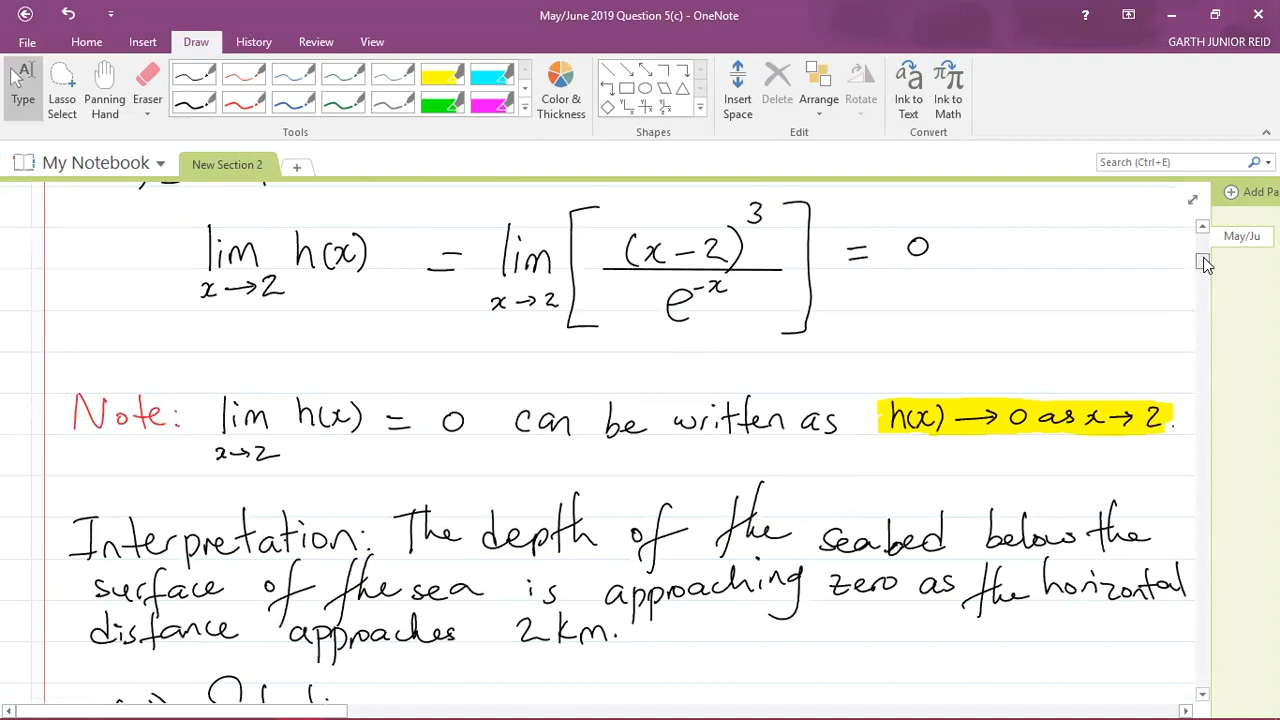 May/June 2019 Question 5(c) - OneNote
File Home Insert Draw History Review View GARTH JUNIOR REID
Type Lasso Select Panning Hand Eraser Color & Thickness Insert Space Delete Arrange Rotate Ink to Text Ink to Math
Tools Shapes Edit Convert
My Notebook New Section 2 Search (Ctrl+E)
Add Pa
May/Ju
lim x→2 h(x) = lim x→2 [ (x-2)^3 / e^-x ] = 0
Note: lim x→2 h(x) = 0 can be written as h(x) → 0 as x → 2.
Interpretation: The depth of the seabed below the
surface of the sea is approaching zero as the horizontal
distance approaches 2km.